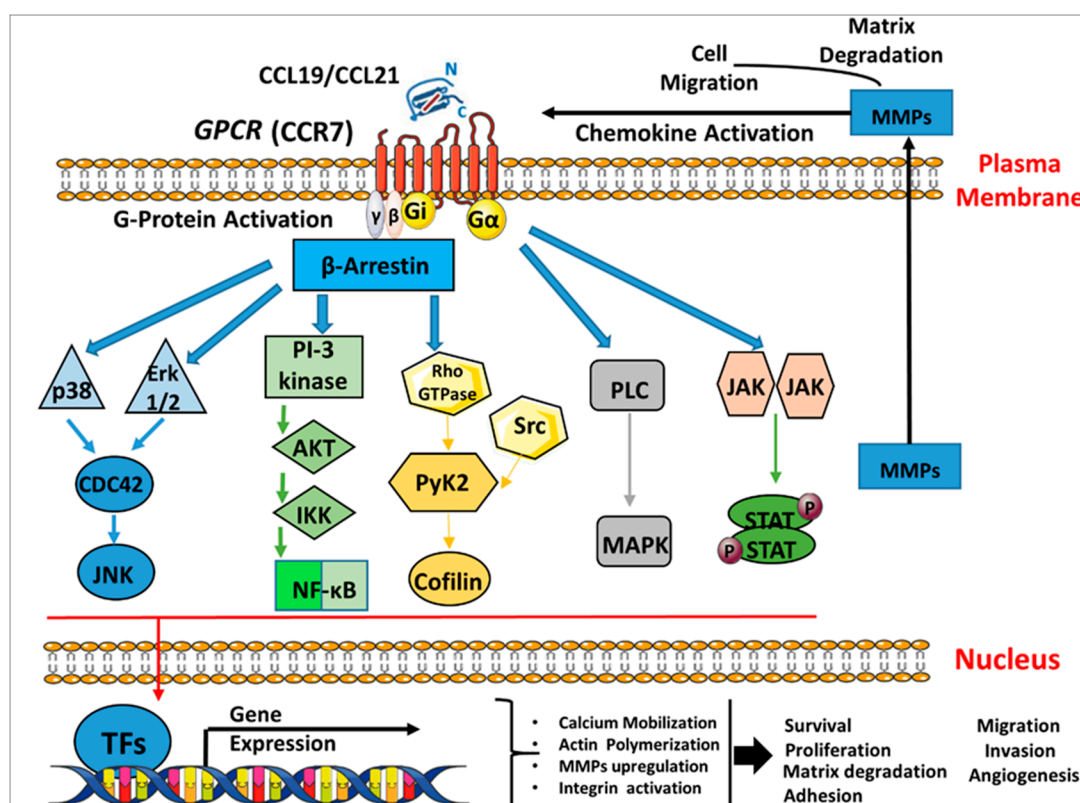 Matrix
Degradation
Cell
Migration
CCL19/CCL21
N
C
MMPs
GPCR (CCR7)
Chemokine Activation
Plasma
Membrane
G-Protein Activation
γ
β
Gi
Gα
β-Arrestin
p38
Erk
1/2
PI-3
kinase
Rho
GTPase
Src
PLC
JAK
JAK
AKT
CDC42
PyK2
MMPs
IKK
STAT
P
P
STAT
MAPK
JNK
NF-κB
Cofilin
Nucleus
TFs
Gene
Expression
• Calcium Mobilization
• Actin Polymerization
• MMPs upregulation
• Integrin activation
Survival
Proliferation
Matrix degradation
Adhesion
Migration
Invasion
Angiogenesis